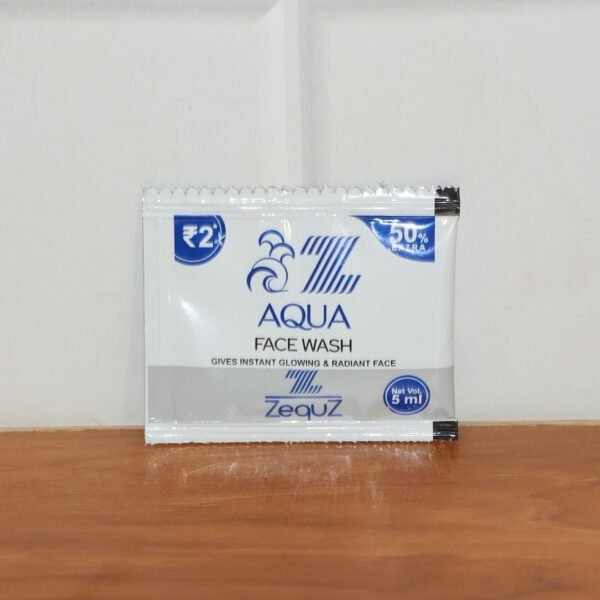 ₹2*
50%
EXTRA
Z
AQUA
FACE WASH
GIVES INSTANT GLOWING & RADIANT FACE
Z
ZequZ
Net Vol.
5 ml